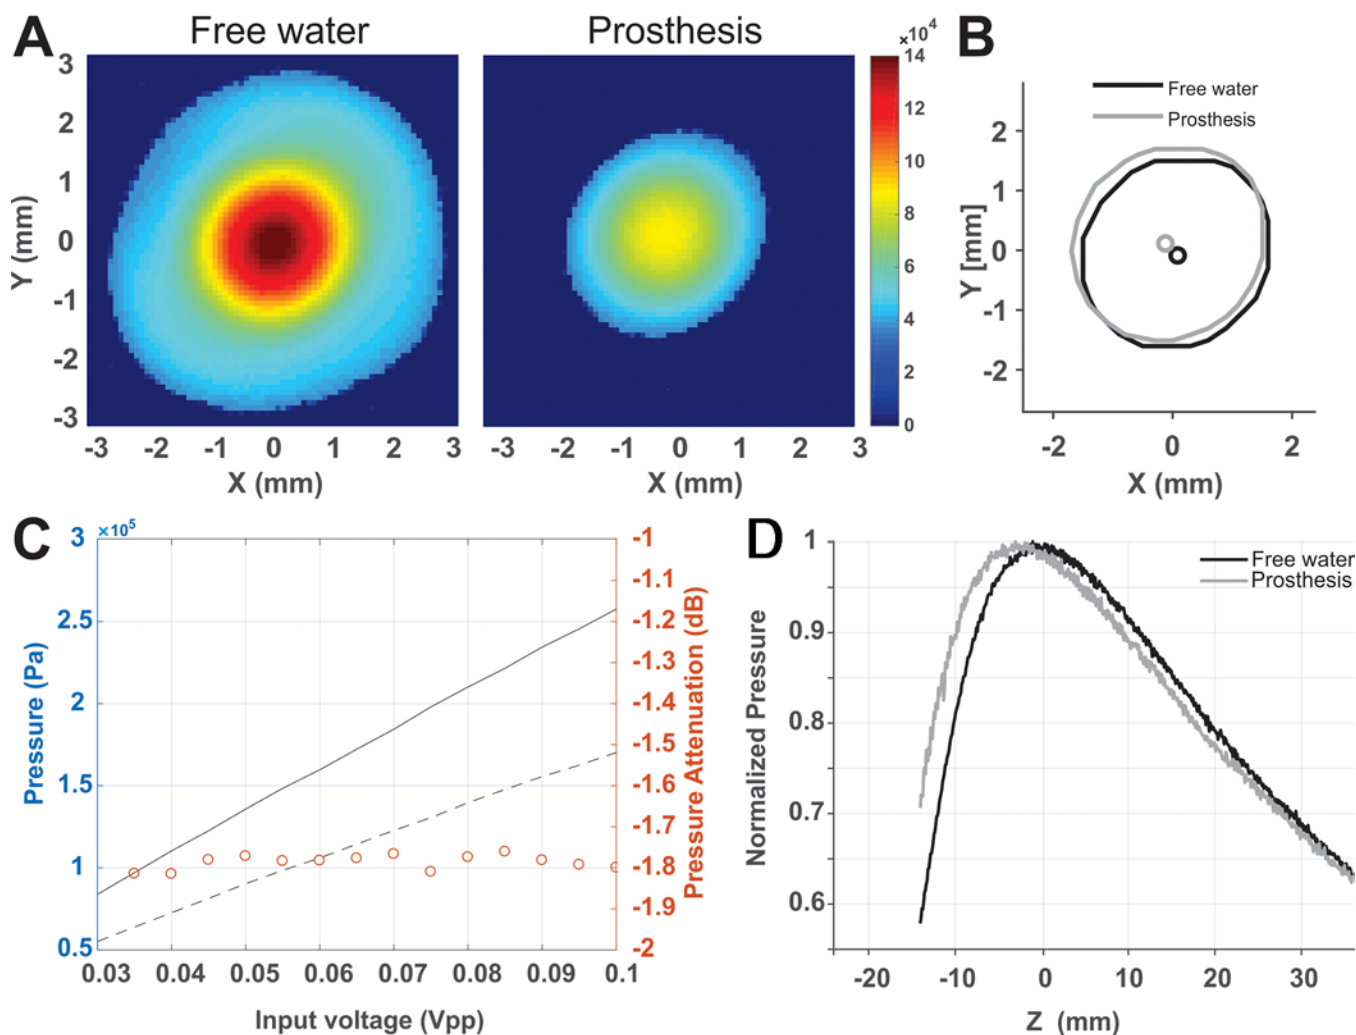 A
Free water
Prosthesis
B
×10⁴
3
2
1
0
-1
-2
-3
Y (mm)
-3 -2 -1 0 1 2 3
X (mm)
-3 -2 -1 0 1 2 3
X (mm)
14
12
10
8
6
4
2
0
Free water
Prosthesis
2
1
0
-1
-2
Y [mm]
-2 0 2
X (mm)
C
×10⁵
3
2.5
2
1.5
1
0.5
Pressure (Pa)
-1
-1.1
-1.2
-1.3
-1.4
-1.5
-1.6
-1.7
-1.8
-1.9
-2
Pressure Attenuation (dB)
0.03 0.04 0.05 0.06 0.07 0.08 0.09 0.1
Input voltage (Vpp)
D
Free water
Prosthesis
1
0.9
0.8
0.7
0.6
Normalized Pressure
-20 -10 0 10 20 30
Z (mm)